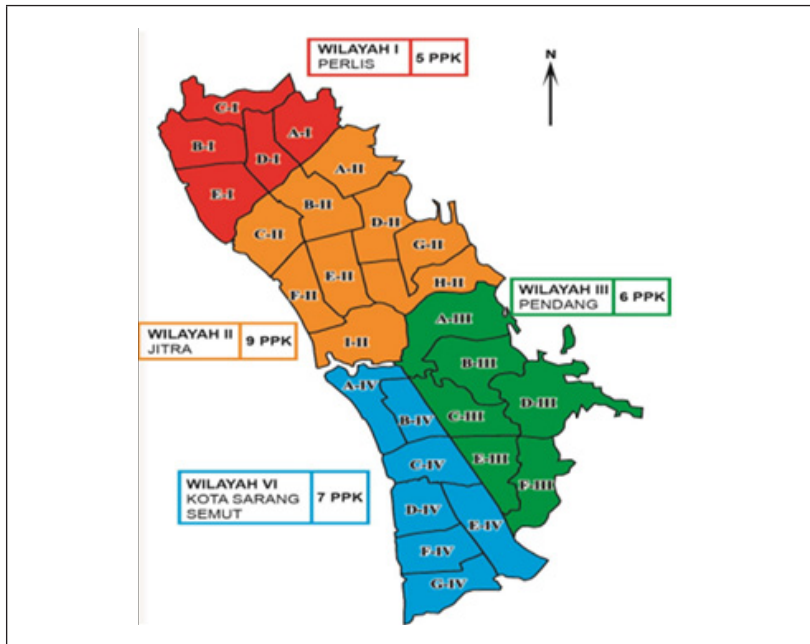 WILAYAH I
PERLIS
5 PPK
N
C-I
A-I
B-I
D-I
E-I
A-II
B-II
D-II
C-II
G-II
E-II
H-II
F-II
I-II
WILAYAH III
PENDANG
6 PPK
A-III
B-III
D-III
C-III
E-III
F-III
WILAYAH II
JITRA
9 PPK
A-IV
B-IV
C-IV
D-IV
E-IV
F-IV
G-IV
WILAYAH VI
KOTA SARANG
SEMUT
7 PPK